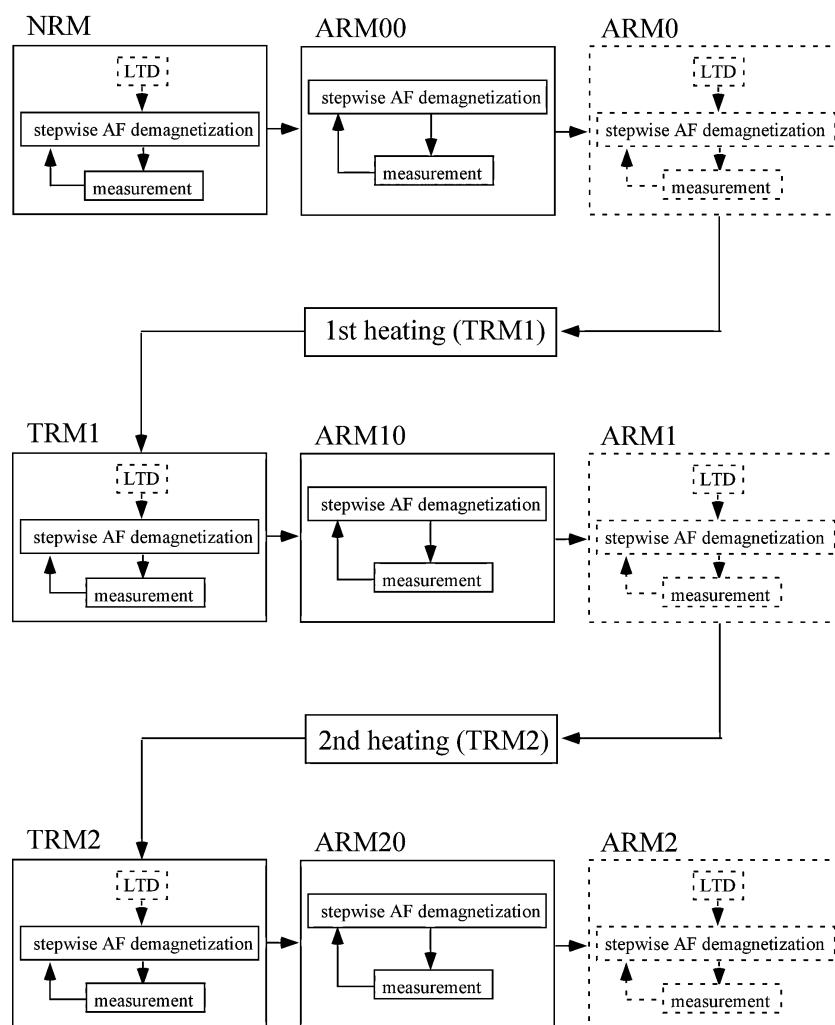 NRM
ARM00
ARM0
LTD
LTD
stepwise AF demagnetization
stepwise AF demagnetization
stepwise AF demagnetization
measurement
measurement
measurement
1st heating (TRM1)
TRM1
ARM10
ARM1
LTD
LTD
stepwise AF demagnetization
stepwise AF demagnetization
stepwise AF demagnetization
measurement
measurement
measurement
2nd heating (TRM2)
TRM2
ARM20
ARM2
LTD
LTD
stepwise AF demagnetization
stepwise AF demagnetization
stepwise AF demagnetization
measurement
measurement
measurement